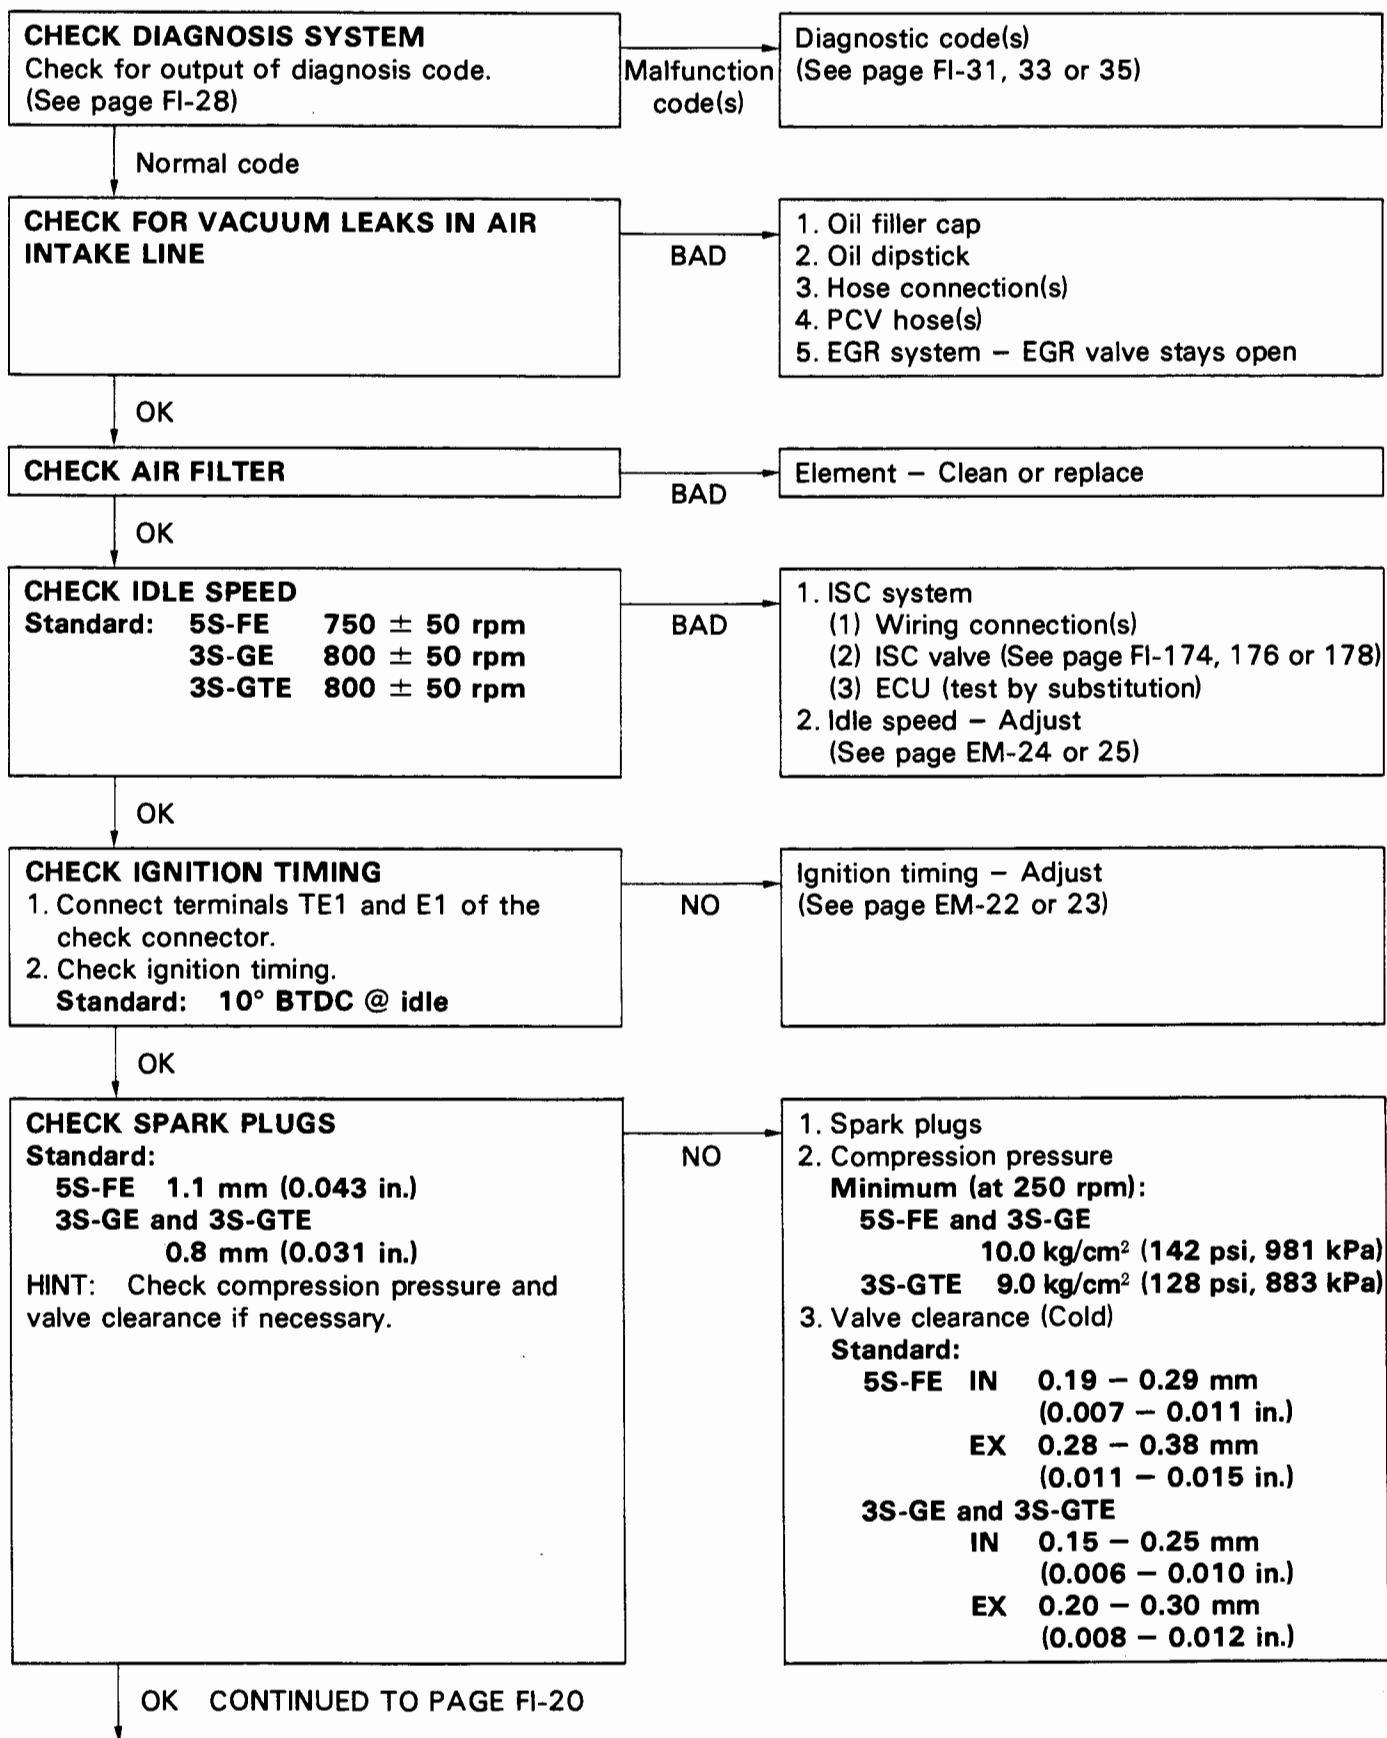 CHECK DIAGNOSIS SYSTEM
Check for output of diagnosis code.
(See page FI-28)
Malfunction
code(s)
Diagnostic code(s)
(See page FI-31, 33 or 35)
Normal code
CHECK FOR VACUUM LEAKS IN AIR
INTAKE LINE
BAD
1. Oil filler cap
2. Oil dipstick
3. Hose connection(s)
4. PCV hose(s)
5. EGR system — EGR valve stays open
OK
CHECK AIR FILTER
BAD
Element — Clean or replace
OK
CHECK IDLE SPEED
Standard: 5S-FE 750 ± 50 rpm
3S-GE 800 ± 50 rpm
3S-GTE 800 ± 50 rpm
BAD
1. ISC system
(1) Wiring connection(s)
(2) ISC valve (See page FI-174, 176 or 178)
(3) ECU (test by substitution)
2. Idle speed — Adjust
(See page EM-24 or 25)
OK
CHECK IGNITION TIMING
1. Connect terminals TE1 and E1 of the
check connector.
2. Check ignition timing.
Standard: 10° BTDC @ idle
NO
Ignition timing — Adjust
(See page EM-22 or 23)
OK
CHECK SPARK PLUGS
Standard:
5S-FE 1.1 mm (0.043 in.)
3S-GE and 3S-GTE
0.8 mm (0.031 in.)
HINT: Check compression pressure and
valve clearance if necessary.
NO
1. Spark plugs
2. Compression pressure
Minimum (at 250 rpm):
5S-FE and 3S-GE
10.0 kg/cm² (142 psi, 981 kPa)
3S-GTE 9.0 kg/cm² (128 psi, 883 kPa)
3. Valve clearance (Cold)
Standard:
5S-FE IN 0.19 — 0.29 mm
(0.007 — 0.011 in.)
EX 0.28 — 0.38 mm
(0.011 — 0.015 in.)
3S-GE and 3S-GTE
IN 0.15 — 0.25 mm
(0.006 — 0.010 in.)
EX 0.20 — 0.30 mm
(0.008 — 0.012 in.)
OK CONTINUED TO PAGE FI-20